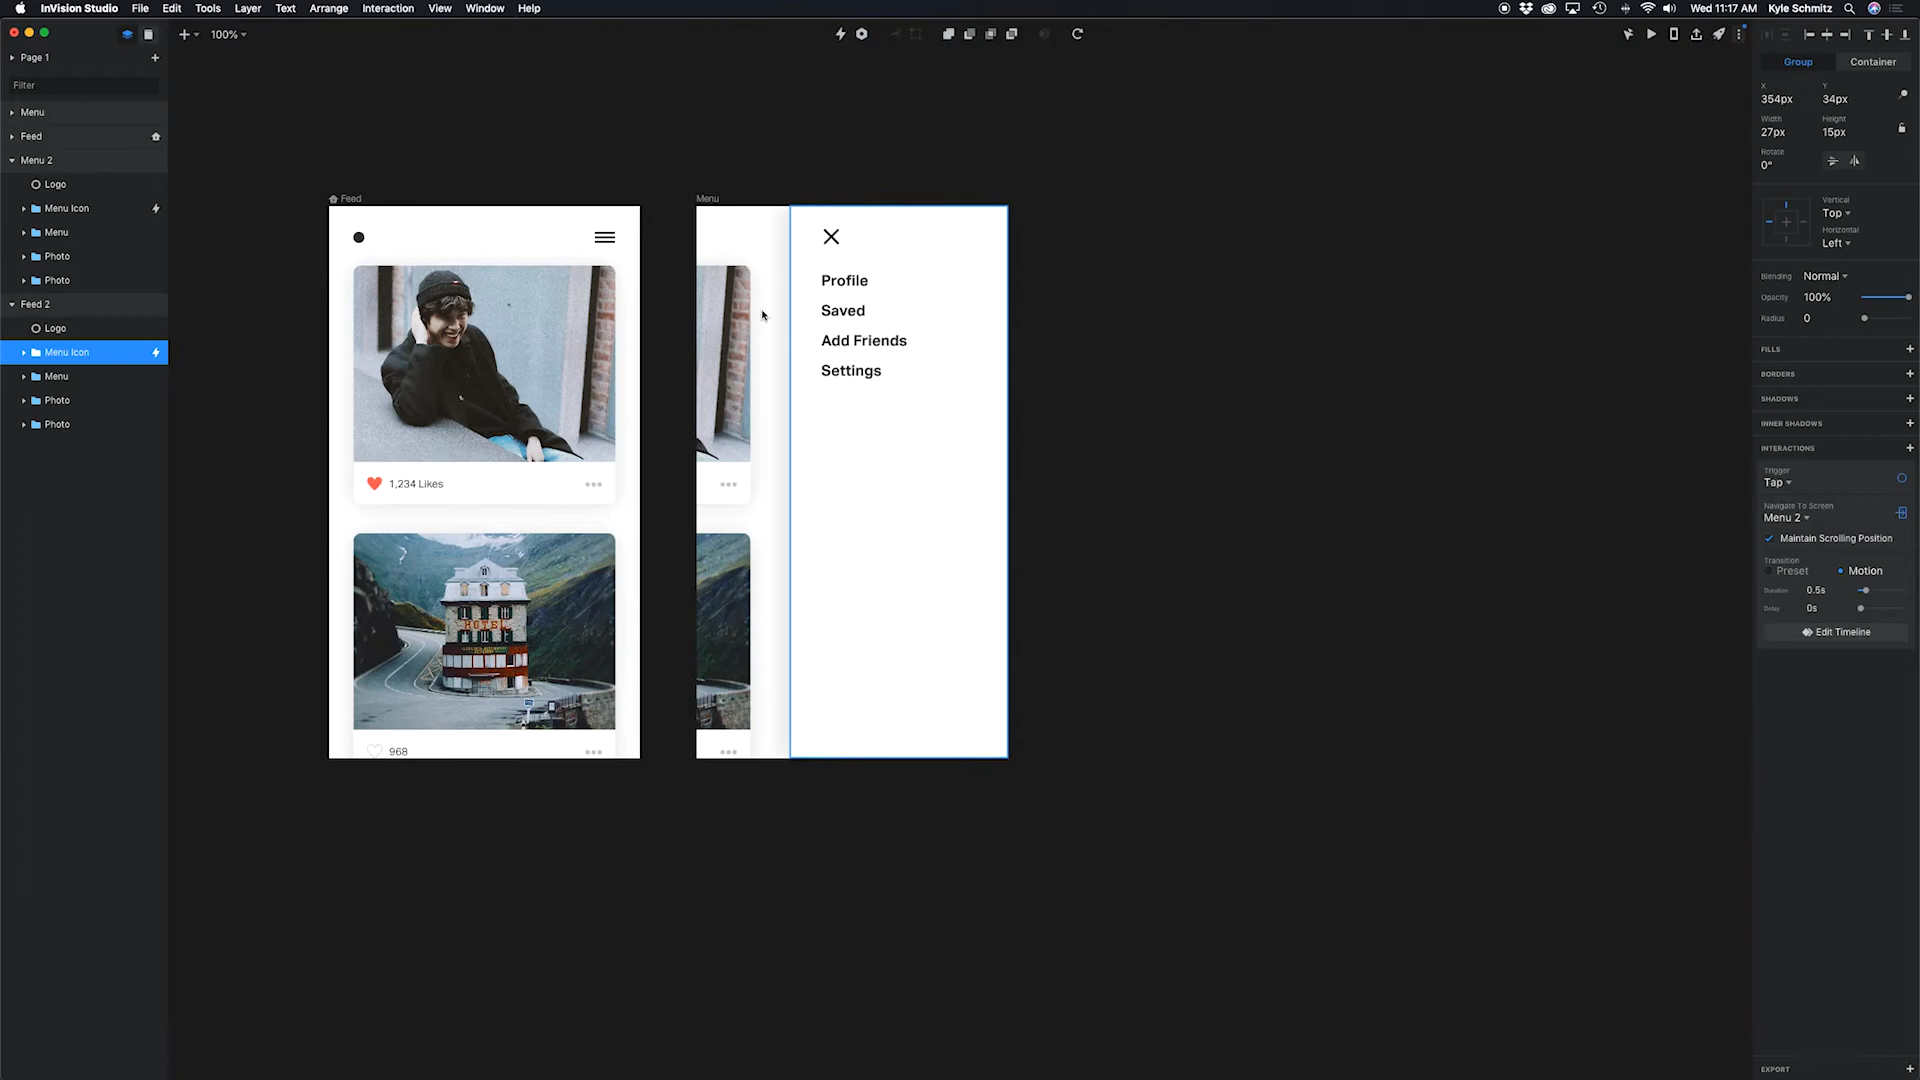 InVision Studio File Edit Tools Layer Text Arrange Interaction View Window Help
Wed 11:17 AM Kyle Schmitz
100%
Page 1
Filter
Menu
Feed
Menu 2
Logo
Menu Icon
Menu
Photo
Photo
Feed 2
Logo
Menu Icon
Menu
Photo
Photo
Feed
1,234 Likes
HOTEL
968
Menu
Profile
Saved
Add Friends
Settings
Group Container
X Y
354px 34px
Width Height
27px 15px
Rotate
0°
Vertical
Top
Horizontal
Left
Blending Normal
Opacity 100%
Radius 0
FILLS
BORDERS
SHADOWS
INNER SHADOWS
INTERACTIONS
Trigger
Tap
Navigate To Screen
Menu 2
Maintain Scrolling Position
Transition
Preset Motion
Duration 0.5s
Delay 0s
Edit Timeline
EXPORT